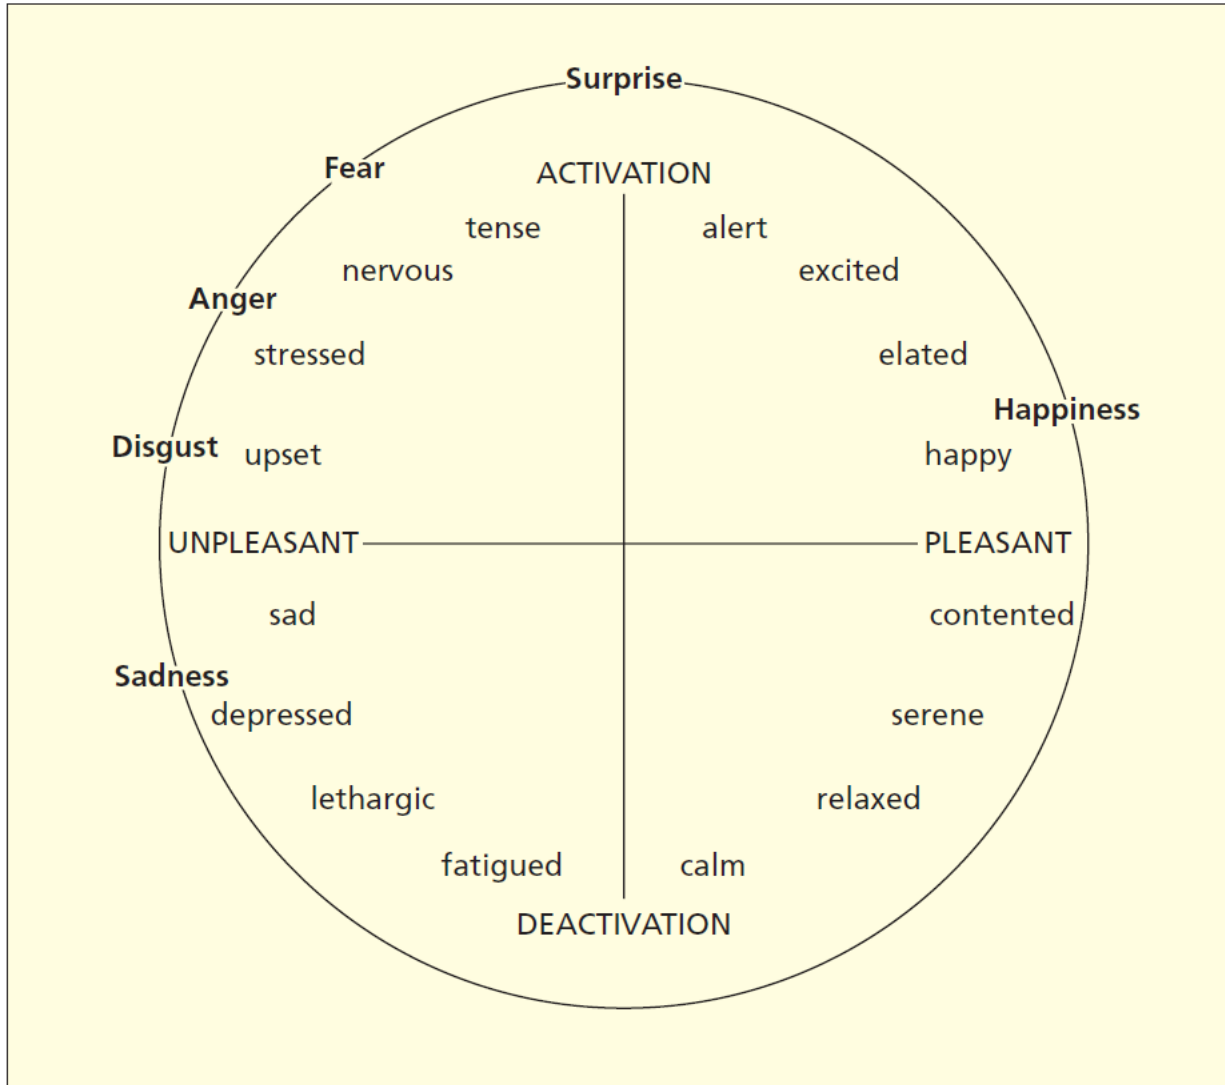 Surprise
Fear
ACTIVATION
tense
alert
nervous
excited
Anger
stressed
elated
Happiness
Disgust
upset
happy
UNPLEASANT
PLEASANT
sad
contented
Sadness
depressed
serene
lethargic
relaxed
fatigued
calm
DEACTIVATION